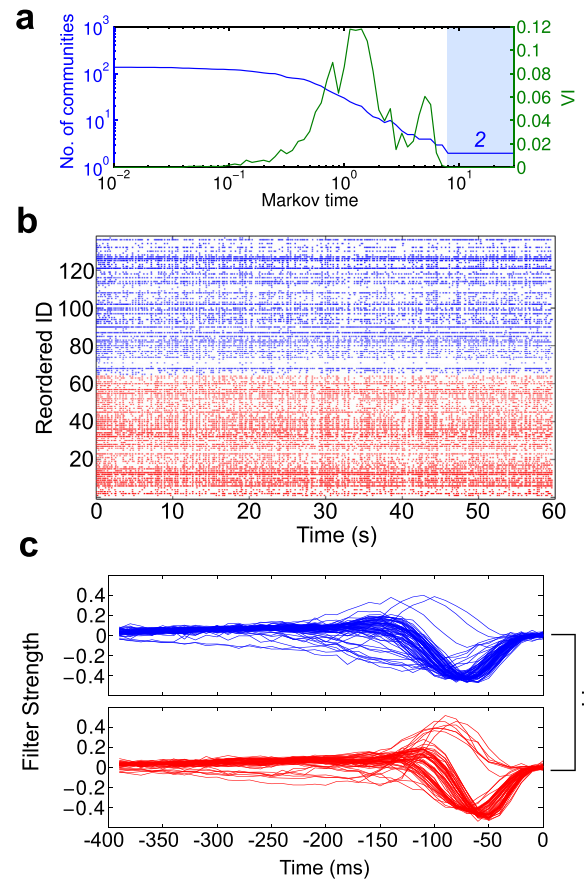 a
No. of communities
10³
10²
10¹
10⁰
0.12
0.1
0.08
0.06
0.04
0.02
0
VI
2
10⁻²
10⁻¹
10⁰
10¹
Markov time
b
Reordered ID
120
100
80
60
40
20
0 10 20 30 40 50 60
Time (s)
c
Filter Strength
0.4
0.2
0
−0.2
−0.4
0.4
0.2
0
−0.2
−0.4
-400 -350 -300 -250 -200 -150 -100 -50 0
Time (ms)